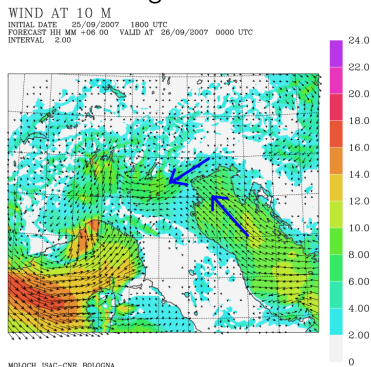 WIND AT 10 M
INITIAL DATE 25/09/2007 1800 UTC
FORECAST HH MM +06 00 VALID AT 26/09/2007 0000 UTC
INTERVAL 2.00
24.0
22.0
20.0
18.0
16.0
14.0
12.0
10.0
8.00
6.00
4.00
2.00
0
MOLOCH ISAC-CNR, BOLOGNA